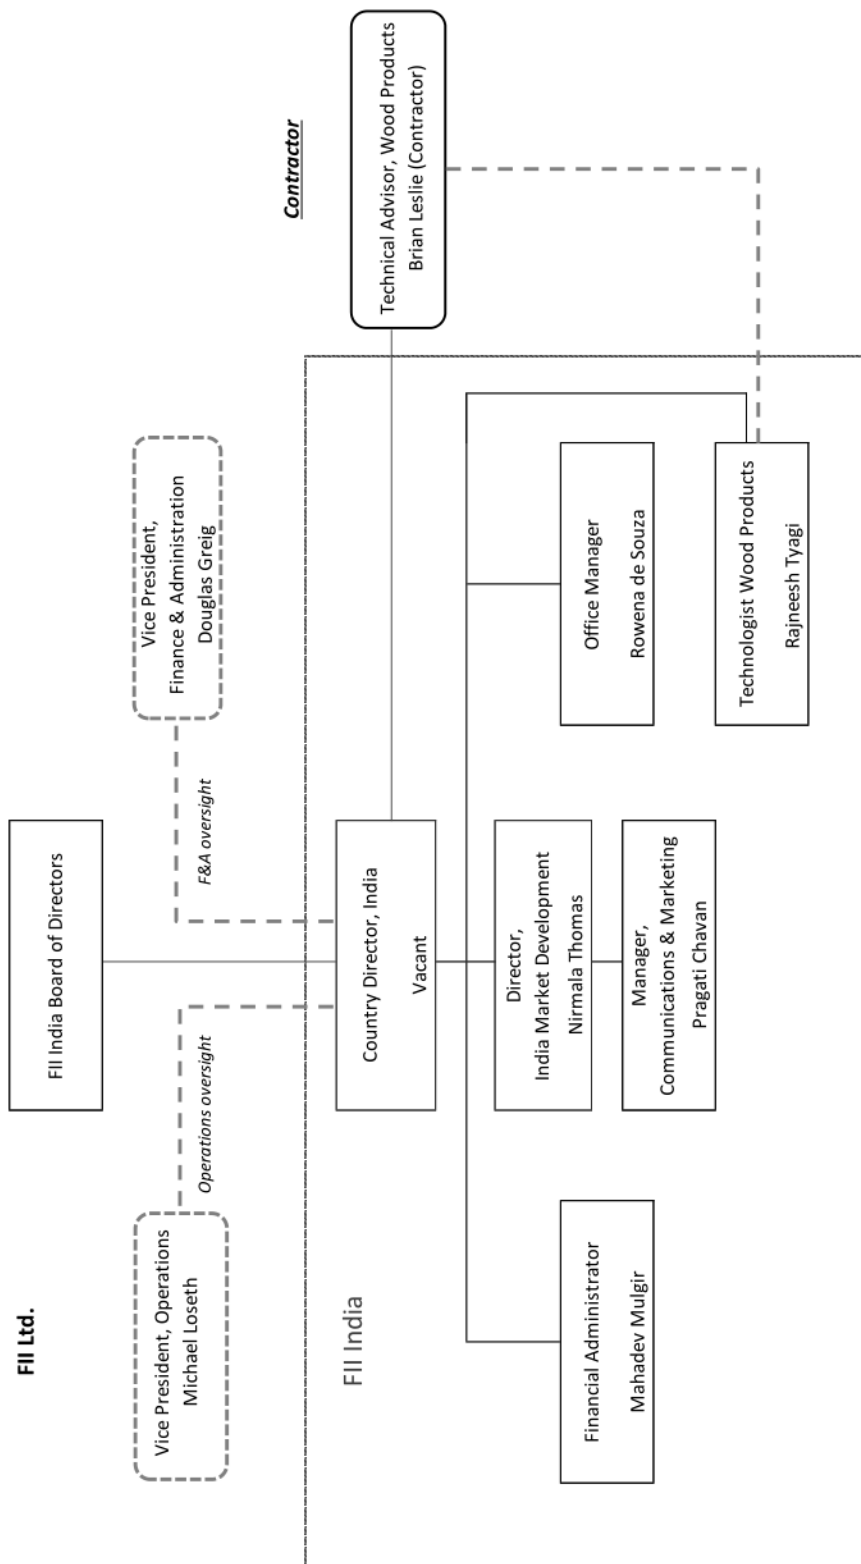 FII Ltd.
FII India Board of Directors
Vice President, Operations
Michael Loseth
Operations oversight
F&A oversight
Vice President,
Finance & Administration
Douglas Greig
Contractor
FII India
Country Director, India
Vacant
Technical Advisor, Wood Products
Brian Leslie (Contractor)
Financial Administrator
Mahadev Mulgir
Director,
India Market Development
Nirmala Thomas
Manager,
Communications & Marketing
Pragati Chavan
Office Manager
Rowena de Souza
Technologist Wood Products
Rajneesh Tyagi